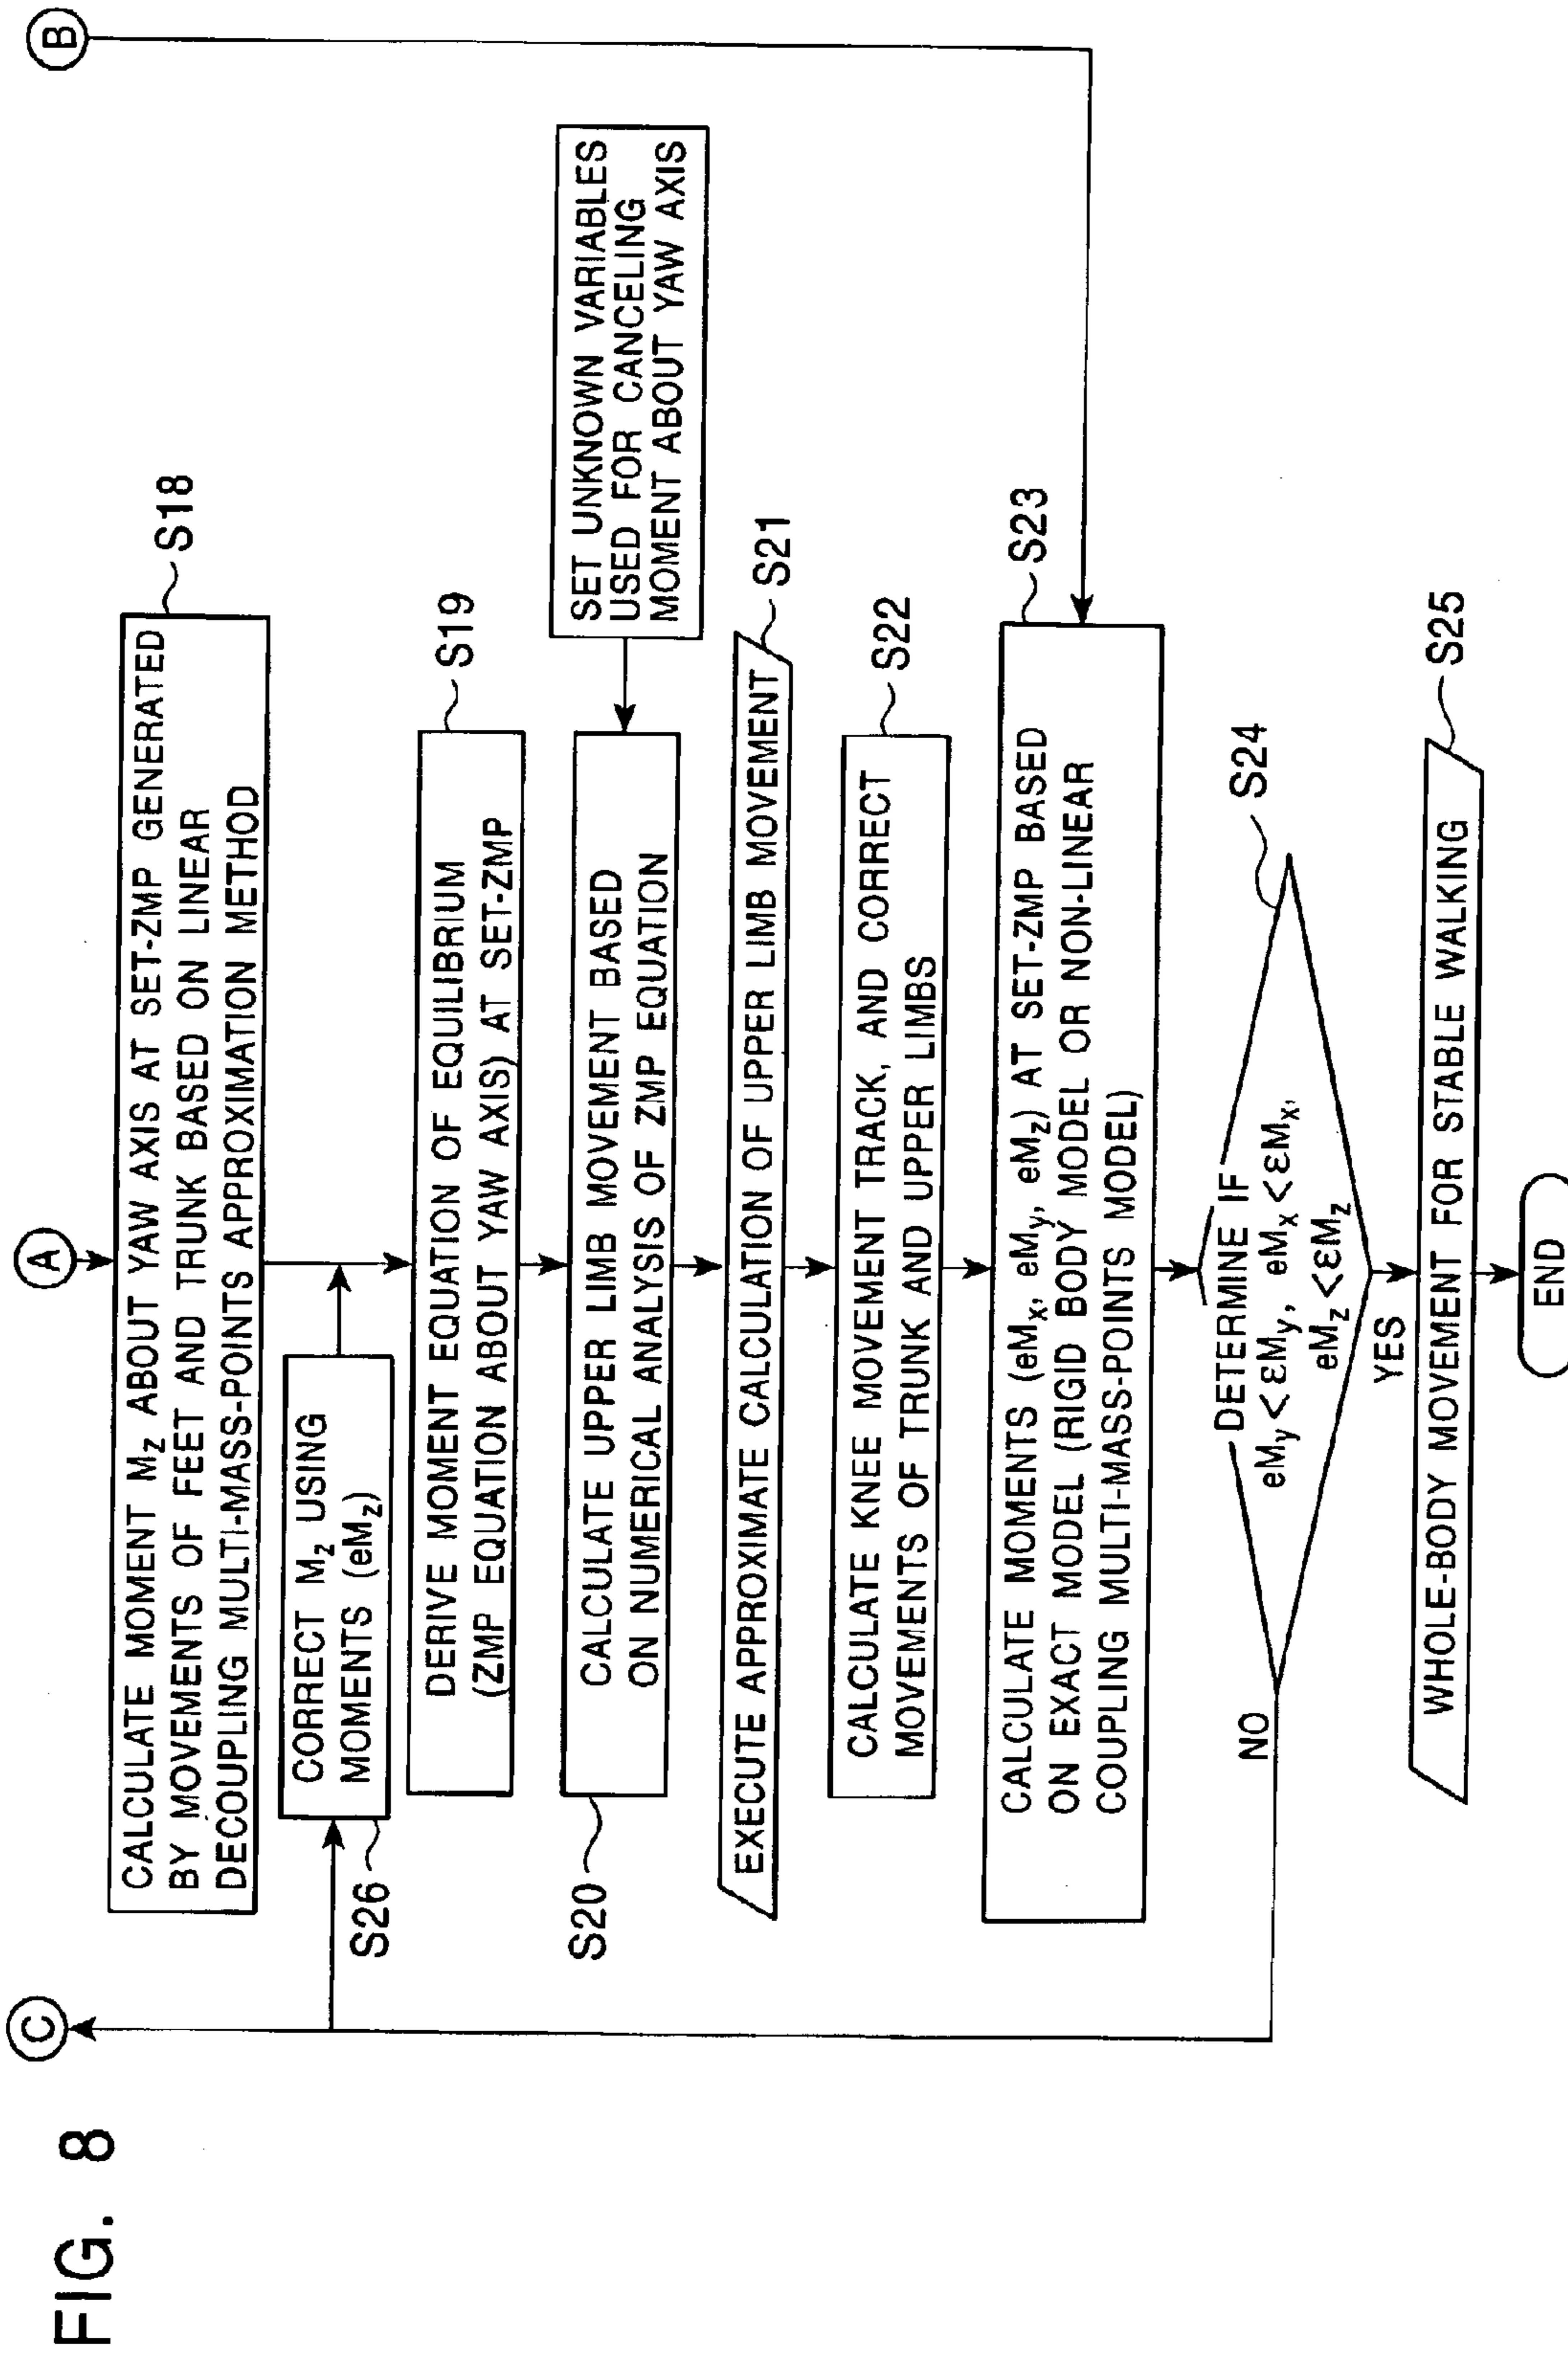 FIG. 8
C
A
B
CALCULATE MOMENT Mz ABOUT YAW AXIS AT SET-ZMP GENERATED
BY MOVEMENTS OF FEET AND TRUNK BASED ON LINEAR
DECOUPLING MULTI-MASS-POINTS APPROXIMATION METHOD
S18
CORRECT Mz USING
MOMENTS (eMz)
S26
DERIVE MOMENT EQUATION OF EQUILIBRIUM
(ZMP EQUATION ABOUT YAW AXIS) AT SET-ZMP
S19
CALCULATE UPPER LIMB MOVEMENT BASED
ON NUMERICAL ANALYSIS OF ZMP EQUATION
S20
SET UNKNOWN VARIABLES
USED FOR CANCELING
MOMENT ABOUT YAW AXIS
EXECUTE APPROXIMATE CALCULATION OF UPPER LIMB MOVEMENT
S21
CALCULATE KNEE MOVEMENT TRACK, AND CORRECT
MOVEMENTS OF TRUNK AND UPPER LIMBS
S22
CALCULATE MOMENTS (eMx, eMy, eMz) AT SET-ZMP BASED
ON EXACT MODEL (RIGID BODY MODEL OR NON-LINEAR
COUPLING MULTI-MASS-POINTS MODEL)
S23
DETERMINE IF
eMy < εMy, eMx < εMx,
eMz < εMz
S24
NO
YES
WHOLE-BODY MOVEMENT FOR STABLE WALKING
S25
END